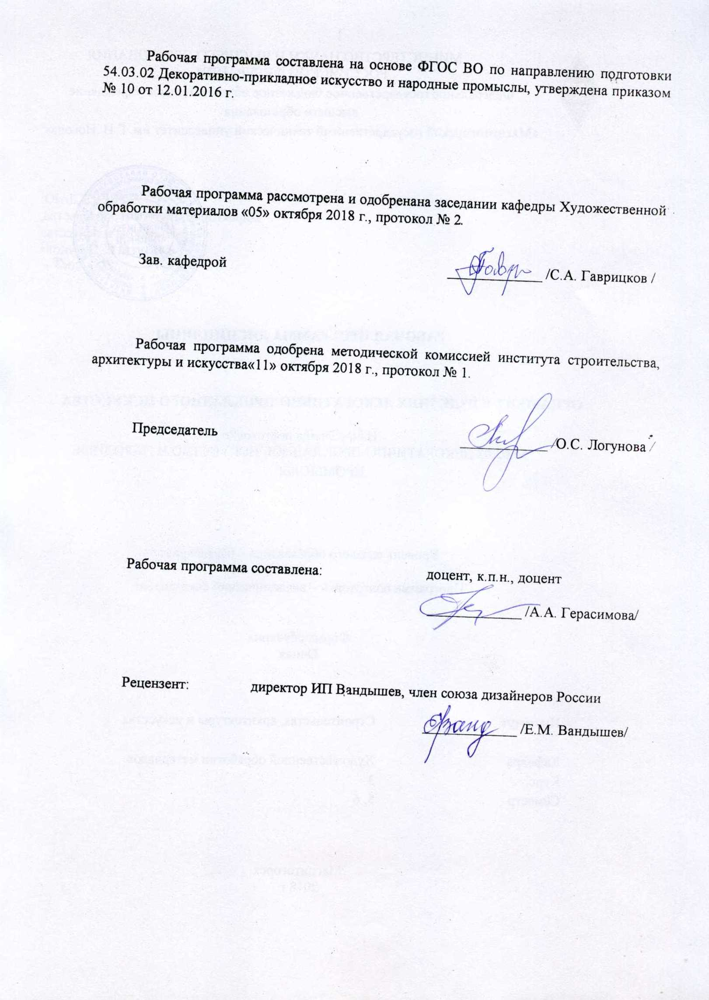 Рабочая программа составлена на основе ФГОС ВО по направлению подготовки
54.03.02 Декоративно-прикладное искусство и народные промыслы, утверждена приказом
№ 10 от 12.01.2016 г.
Рабочая программа рассмотрена и одобренана заседании кафедры Художественной
обработки материалов «05» октября 2018 г., протокол № 2.
Зав. кафедрой
/С.А. Гаврицков /
Рабочая программа одобрена методической комиссией института строительства,
архитектуры и искусства«11» октября 2018 г., протокол № 1.
Председатель
/О.С. Логунова /
Рабочая программа составлена:
доцент, к.п.н., доцент
/А.А. Герасимова/
Рецензент: директор ИП Вандышев, член союза дизайнеров России
/Е.М. Вандышев/